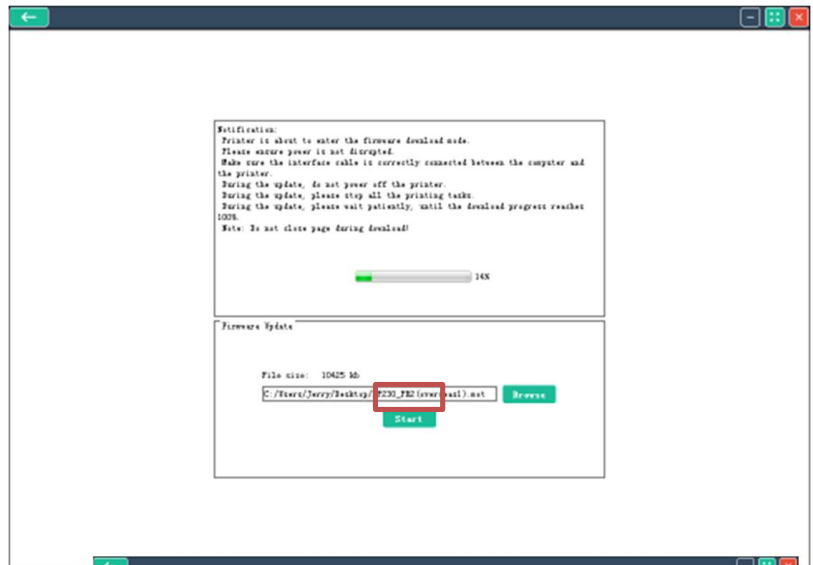 Notification:
Printer is about to enter the firmware download mode.
Please ensure power is not disrupted.
Make sure the interface cable is correctly connected between the computer and
the printer.
During the update, do not power off the printer.
During the update, please stop all the printing tasks.
During the update, please wait patiently, until the download progress reaches
100%.
Note: Do not close page during download!
14%
Firmware Update
File size: 10425 kb
Browse
Start